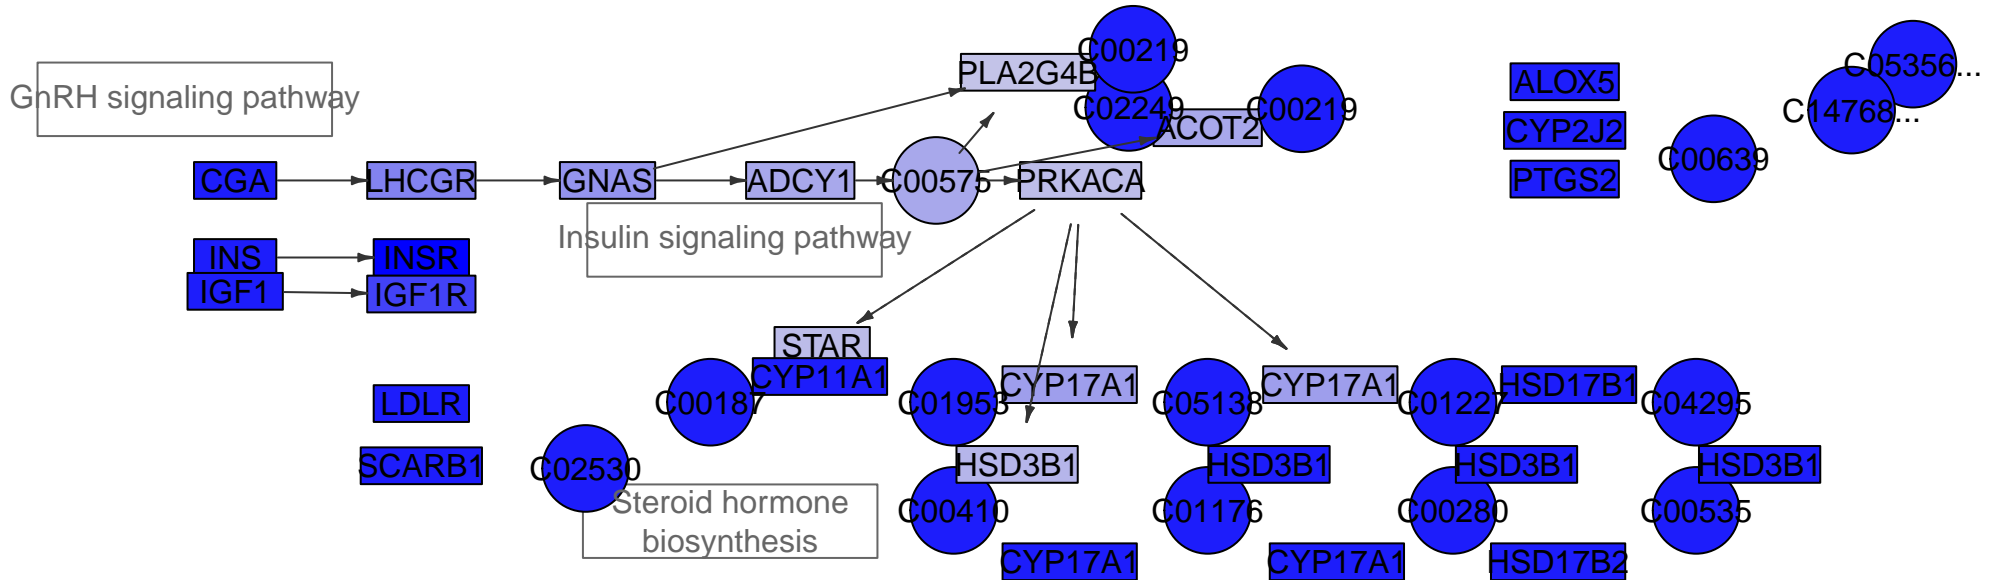 C00219
C05356...
PLA2G4B
ALOX5
GnRH signaling pathway
C02249
C00219
C14768...
ACOT2
CYP2J2
C00639
CGA
LHCGR
GNAS
ADCY1
C00575
PRKACA
PTGS2
Insulin signaling pathway
INS
INSR
IGF1
IGF1R
STAR
CYP11A1
CYP17A1
CYP17A1
HSD17B1
LDLR
C00187
C01953
C05138
C01227
C04295
SCARB1
C02530
HSD3B1
HSD3B1
HSD3B1
HSD3B1
Steroid hormone
biosynthesis
C00410
C01176
C00280
C00535
CYP17A1
CYP17A1
HSD17B2